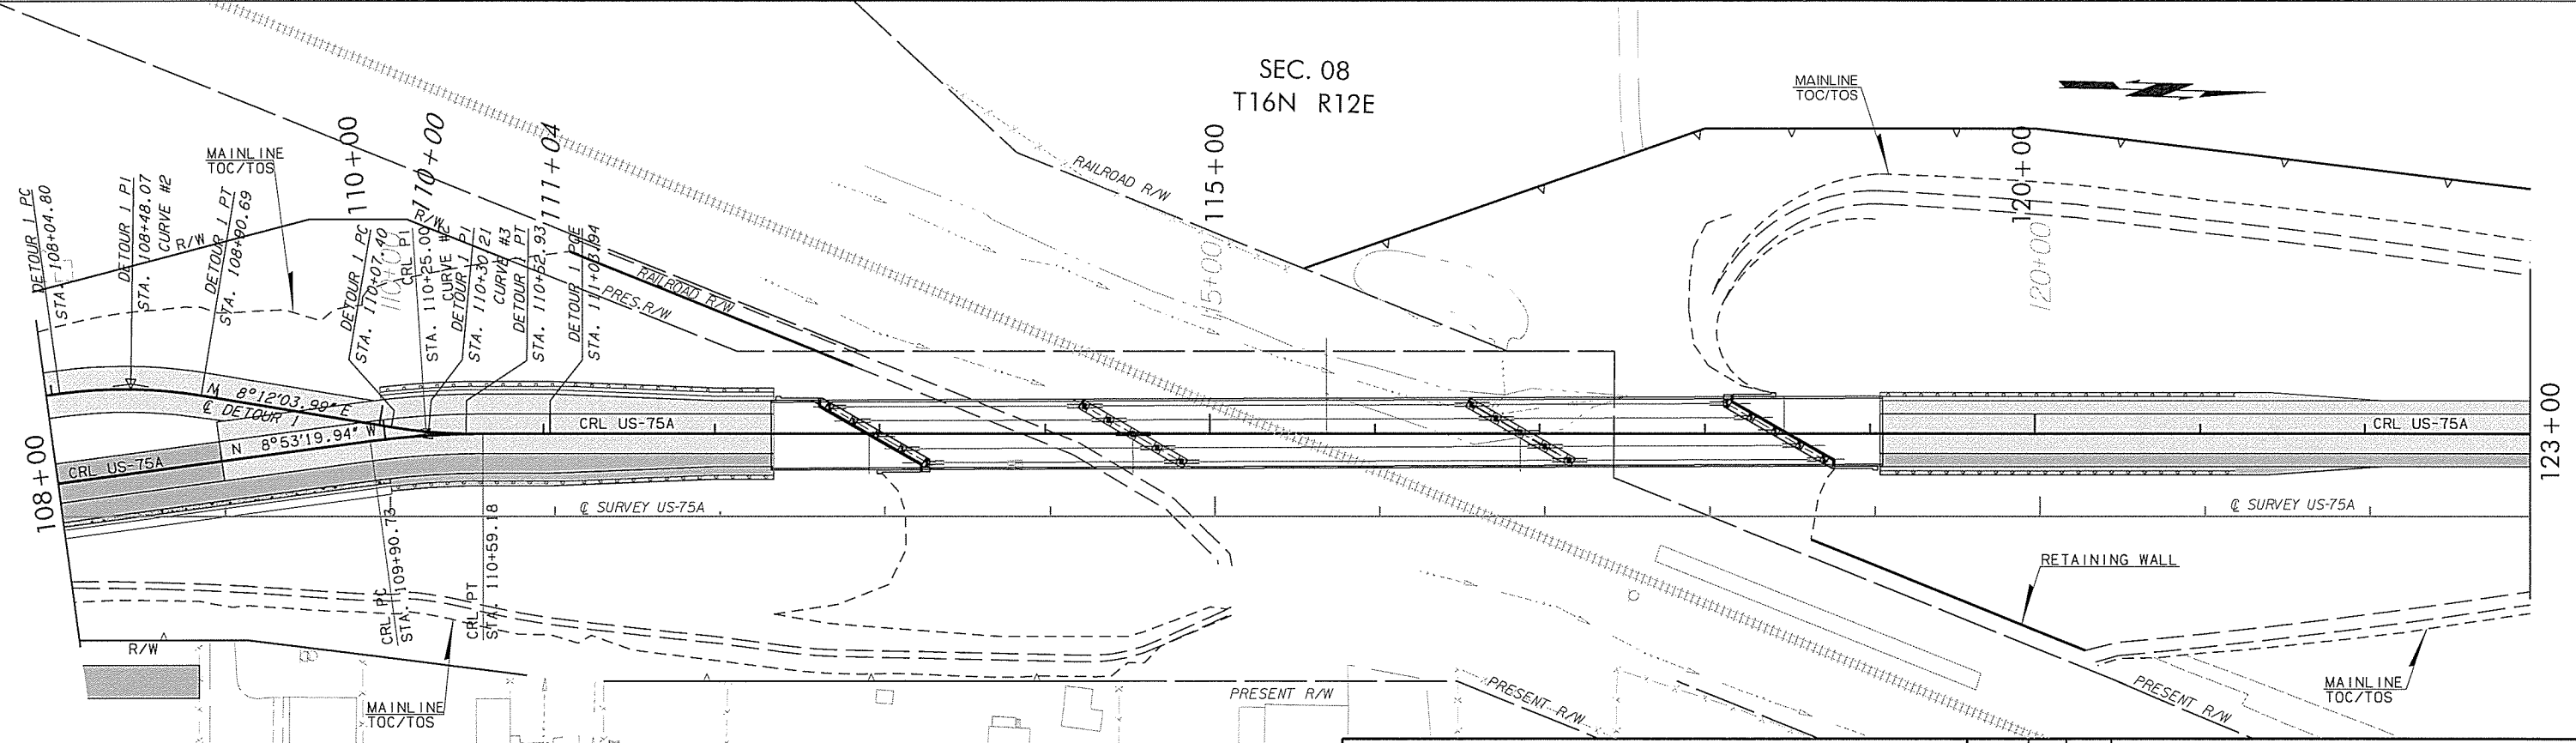 SEC. 08
T16N R12E
MAINLINE
TOC/TOS
MAINLINE
TOC/TOS
DETOUR 1 PC
STA. 108+04.80
DETOUR 1 PI
STA. 108+48.07
CURVE #2
DETOUR 1 PT
STA. 108+90.69
R/W
110+00
110+00
111+04
R/W
DETOUR 1 PC
STA. 110+07.40
110+00
CRL PI
STA. 110+25.00
DETOUR 1 PI
STA. 110+30.21
CURVE #3
DETOUR 1 PT
STA. 110+52.93
DETOUR 1 POE
STA. 111+03.94
RAILROAD R/W
PRES. R/W
RAILROAD R/W
115+00
115+00
120+00
120+00
N 8°12'03.99" E
℄ DETOUR 1
N 8°53'19.94" W
CRL US-75A
CRL US-75A
CRL US-75A
108+00
123+00
℄ SURVEY US-75A
℄ SURVEY US-75A
CRL PC
STA. 109+90.73
CRL PT
STA. 110+59.18
RETAINING WALL
R/W
MAINLINE
TOC/TOS
PRESENT R/W
PRESENT R/W
PRESENT R/W
MAINLINE
TOC/TOS